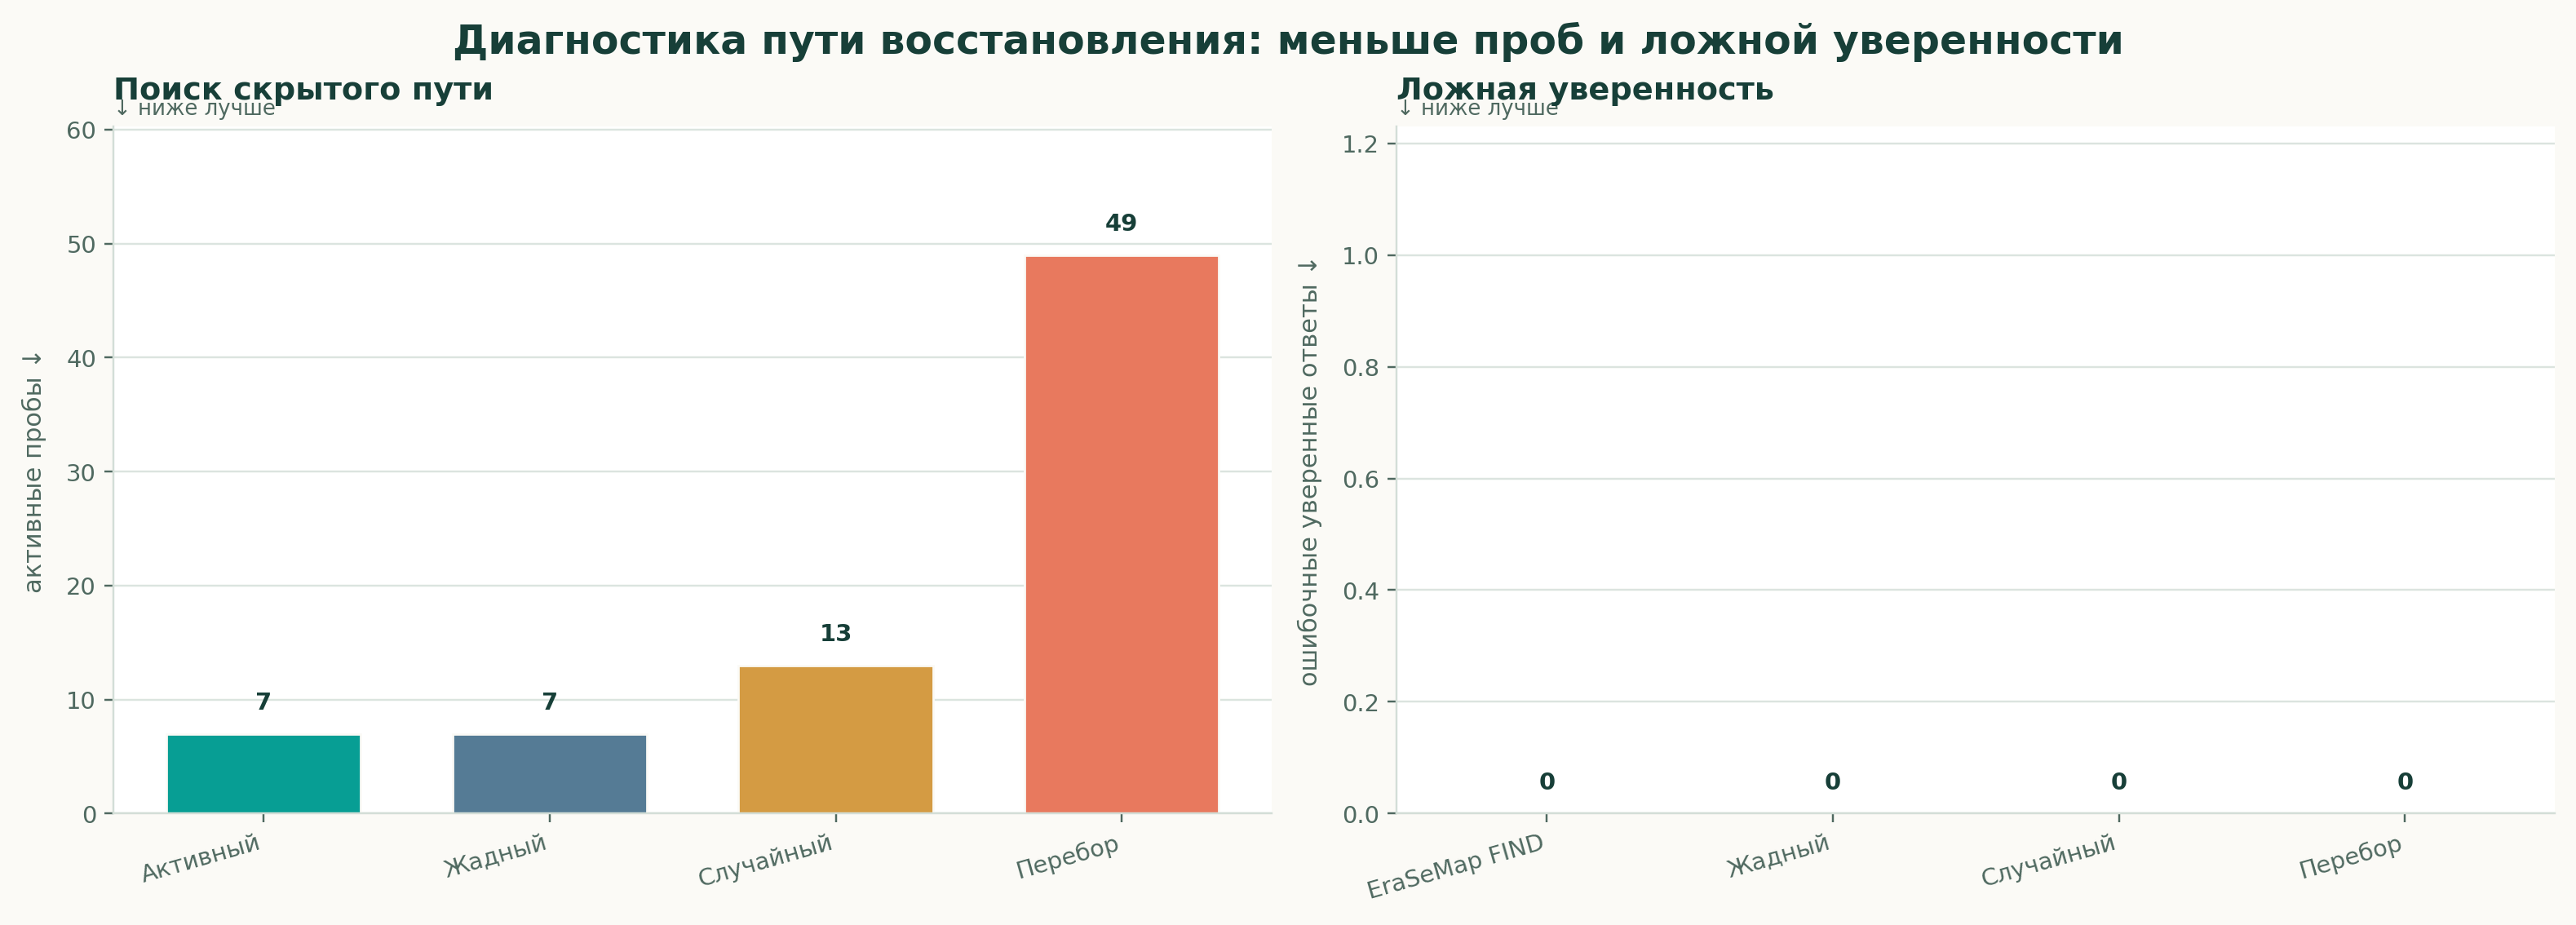 Диагностика пути восстановления: меньше проб и ложной уверенности
Поиск скрытого пути
↓ ниже лучше
активные пробы ↓
60
50
40
30
20
10
0
7
7
13
49
Активный
Жадный
Случайный
Перебор
Ложная уверенность
↓ ниже лучше
ошибочные уверенные ответы ↓
1.2
1.0
0.8
0.6
0.4
0.2
0.0
0
0
0
0
EraSeMap FIND
Жадный
Случайный
Перебор